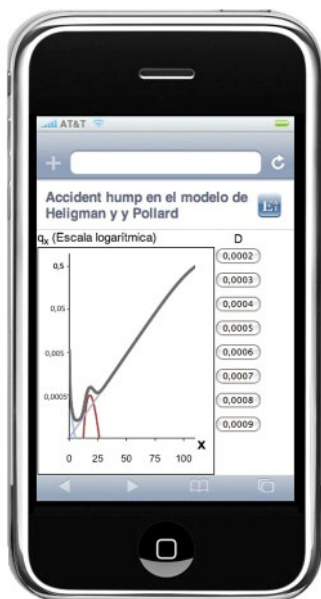 AT&T
Accident hump en el modelo de
Heligman y y Pollard
qx (Escala logarítmica)
D
0,5
0,05
0,005
0,0005
0 25 50 75 100
x
0,0002
0,0003
0,0004
0,0005
0,0006
0,0007
0,0008
0,0009